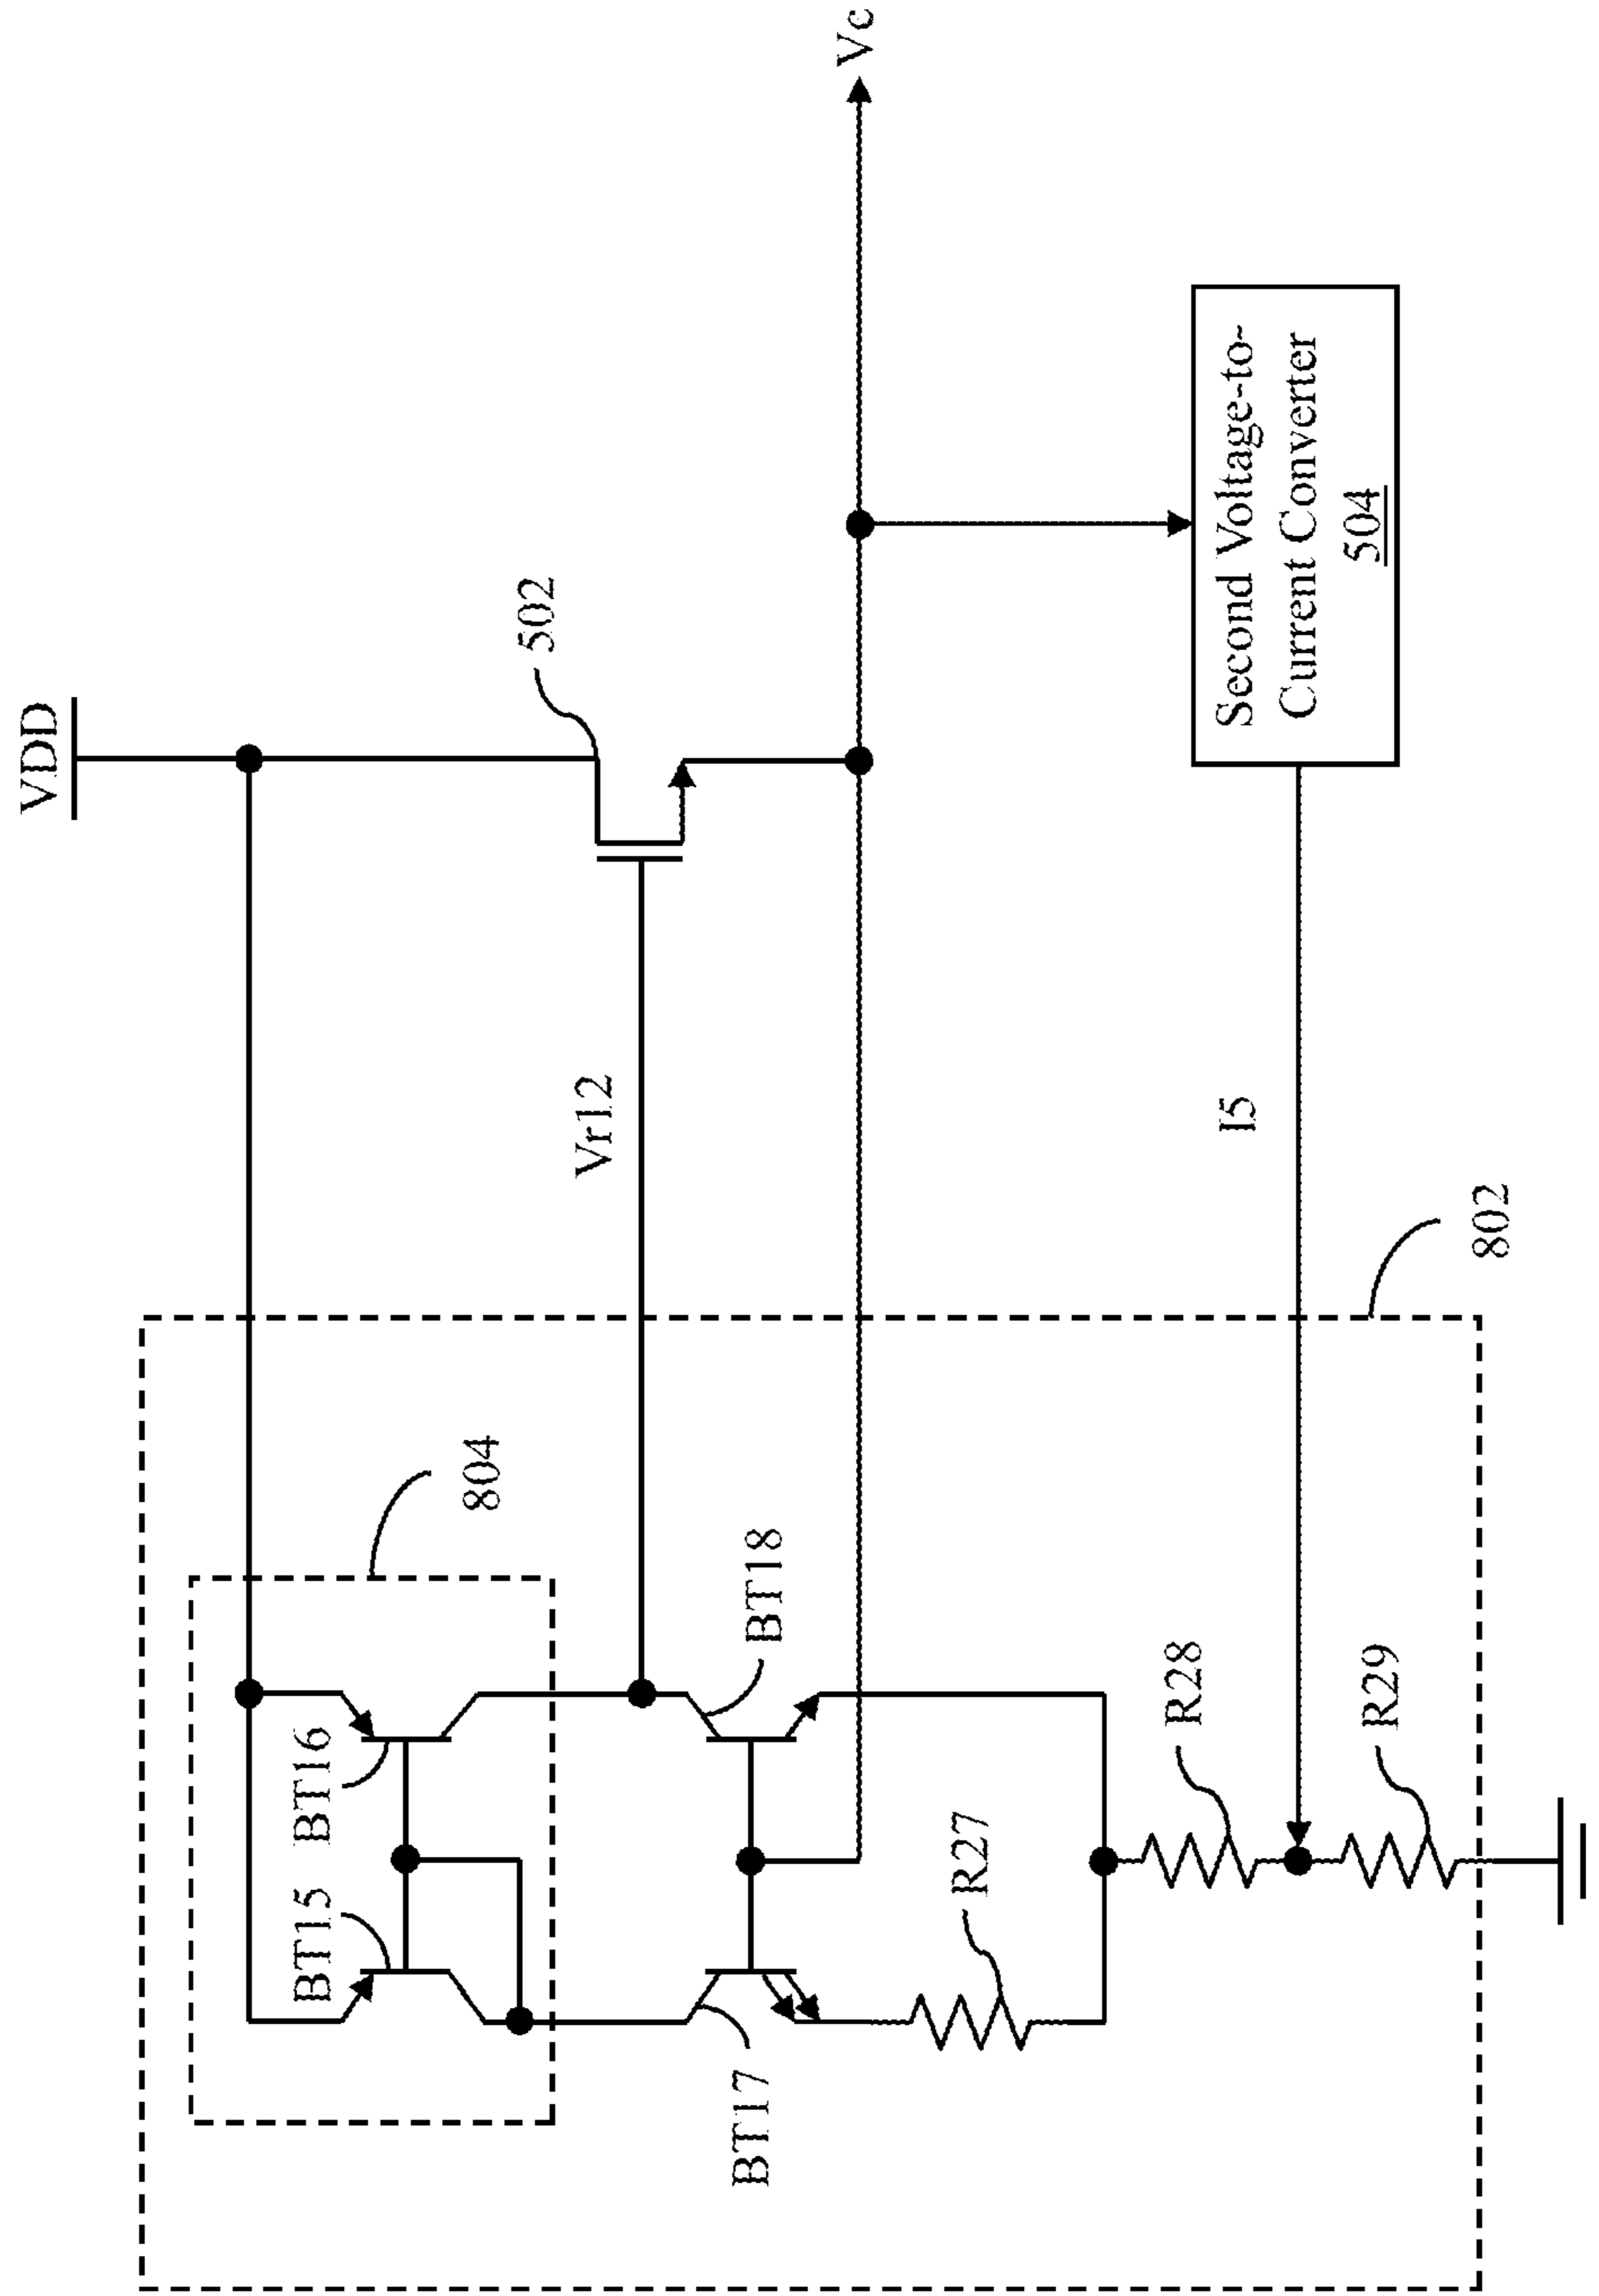 VDD
Vc
502
Vr12
804
BT16
BT15
BT18
BT17
R27
Second Voltage-to-
Current Converter
504
I5
802
R28
R29